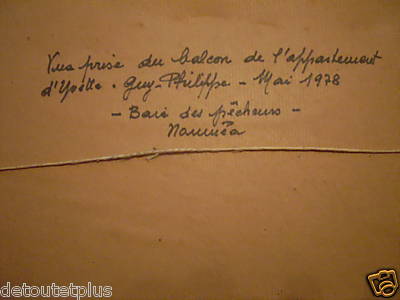 Vue prise du balcon de l'appartement
d'Yvette. Guy-Philippe - Mai 1978
- Baie des pêcheurs -
Nouméa
detoutetplus